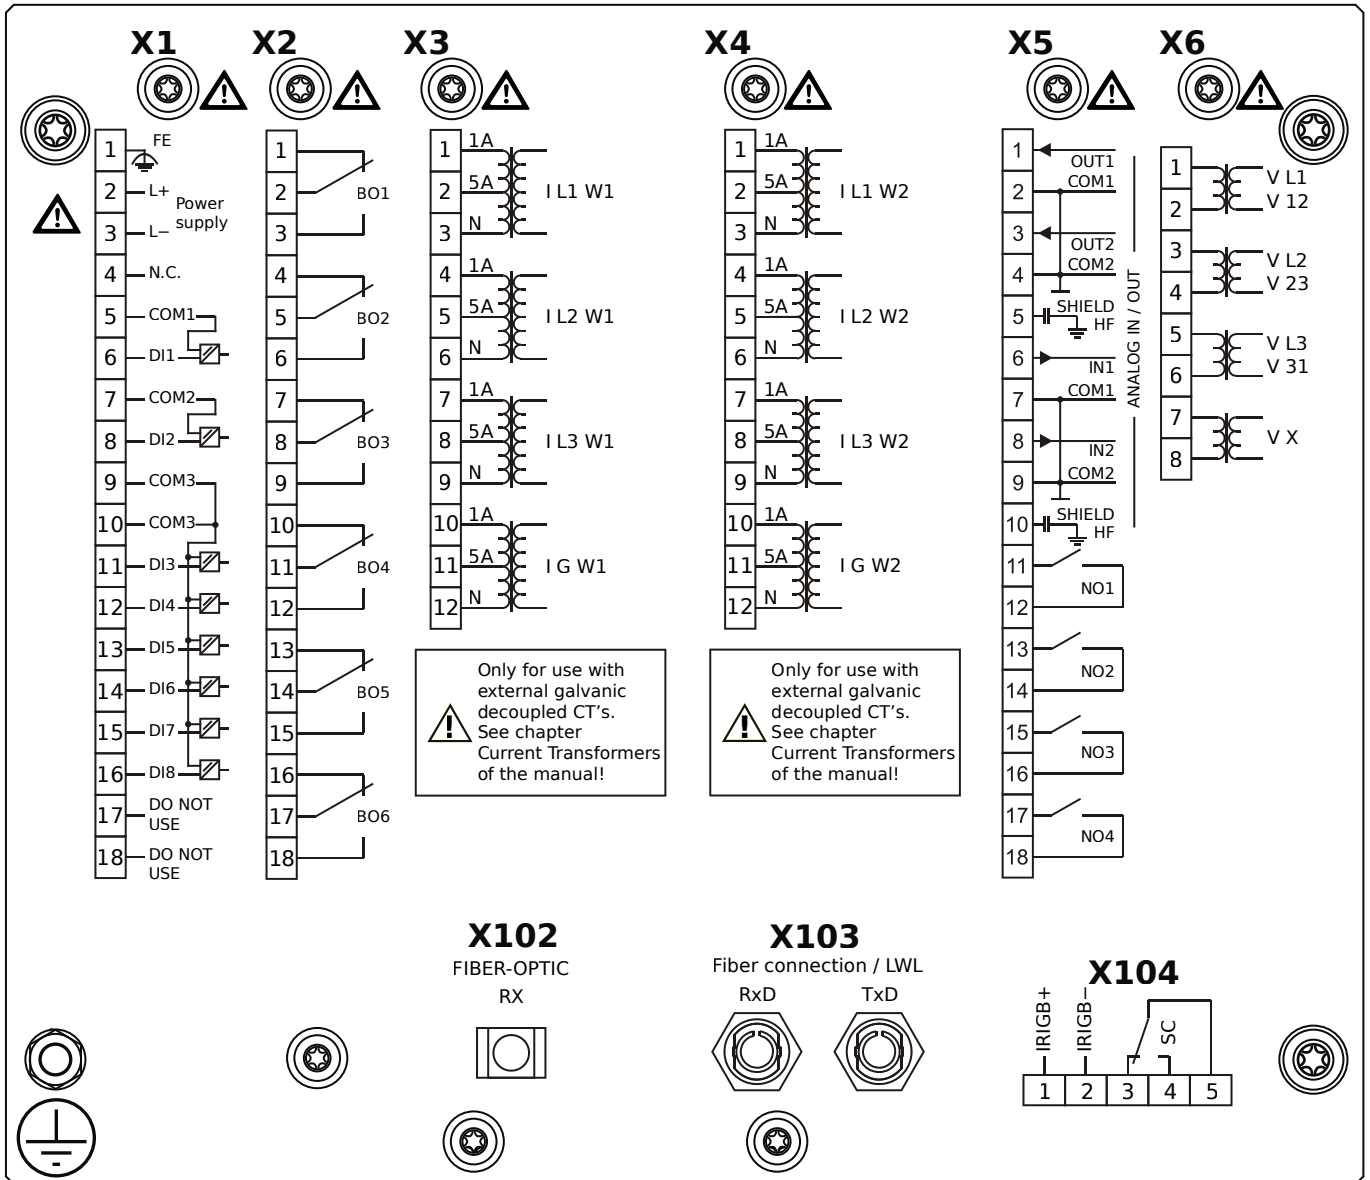 X1 X2 X3 X4 X5 X6
1 FE
2 L+
Power
supply
3 L−
4 N.C.
5 COM1
6 DI1
7 COM2
8 DI2
9 COM3
10 COM3
11 DI3
12 DI4
13 DI5
14 DI6
15 DI7
16 DI8
17 DO NOT
USE
18 DO NOT
USE
1
2 BO1
3
4
5 BO2
6
7
8 BO3
9
10
11 BO4
12
13
14 BO5
15
16
17 BO6
18
1 1A
2 5A I L1 W1
3 N
4 1A
5 5A I L2 W1
6 N
7 1A
8 5A I L3 W1
9 N
10 1A
11 5A I G W1
12 N
Only for use with
external galvanic
decoupled CT's.
See chapter
Current Transformers
of the manual!
1 1A
2 5A I L1 W2
3 N
4 1A
5 5A I L2 W2
6 N
7 1A
8 5A I L3 W2
9 N
10 1A
11 5A I G W2
12 N
Only for use with
external galvanic
decoupled CT's.
See chapter
Current Transformers
of the manual!
1 OUT1
2 COM1
3 OUT2
4 COM2
5 SHIELD
HF
6 IN1
7 COM1
8 IN2
9 COM2
10 SHIELD
HF
ANALOG IN / OUT
11
NO1
12
13
NO2
14
15
NO3
16
17
NO4
18
1 V L1
2 V 12
3 V L2
4 V 23
5 V L3
6 V 31
7
V X
8
X102
FIBER-OPTIC
RX
X103
Fiber connection / LWL
RxD TxD
X104
IRIGB+
IRIGB−
SC
1 2 3 4 5